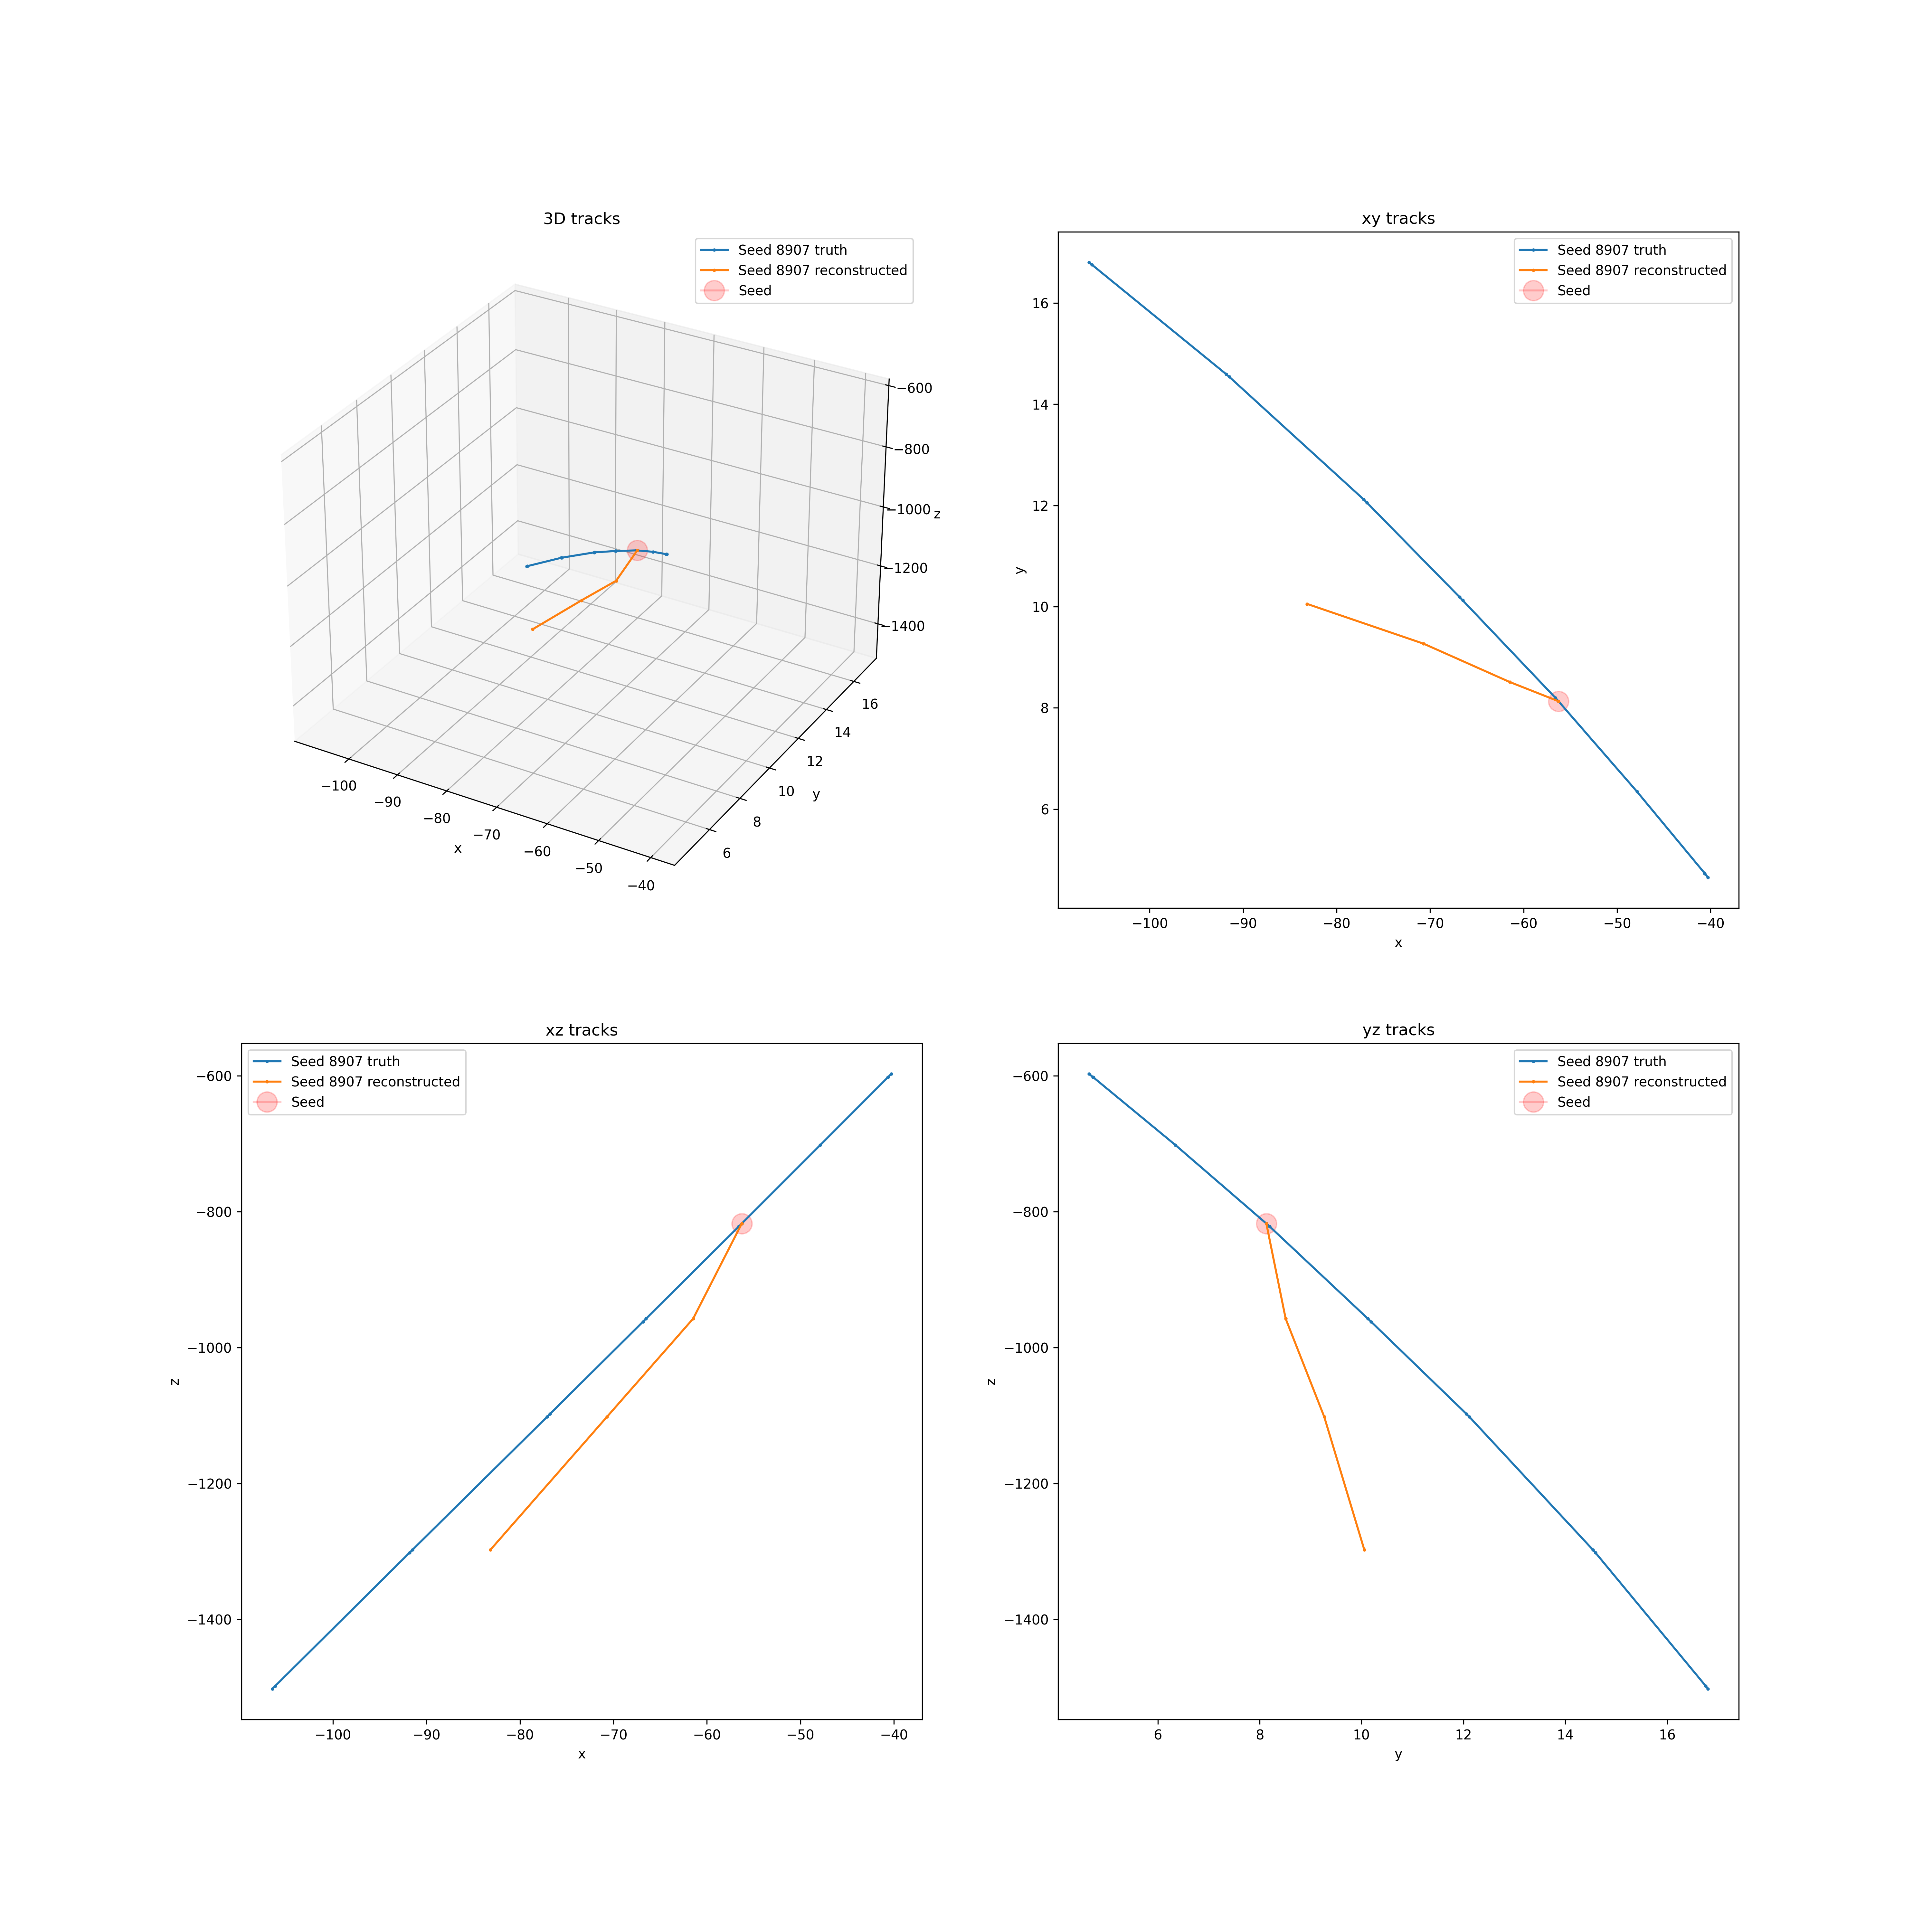 3D tracks
Seed 8907 truth
Seed 8907 reconstructed
Seed
−600
−800
−1000
z
−1200
−1400
16
14
12
10
8
6
y
−100
−90
−80
−70
−60
−50
−40
x
xy tracks
Seed 8907 truth
Seed 8907 reconstructed
Seed
16
14
12
10
8
6
y
−100 −90 −80 −70 −60 −50 −40
x
xz tracks
Seed 8907 truth
Seed 8907 reconstructed
Seed
−600
−800
−1000
−1200
−1400
z
−100 −90 −80 −70 −60 −50 −40
x
yz tracks
Seed 8907 truth
Seed 8907 reconstructed
Seed
−600
−800
−1000
−1200
−1400
z
6 8 10 12 14 16
y